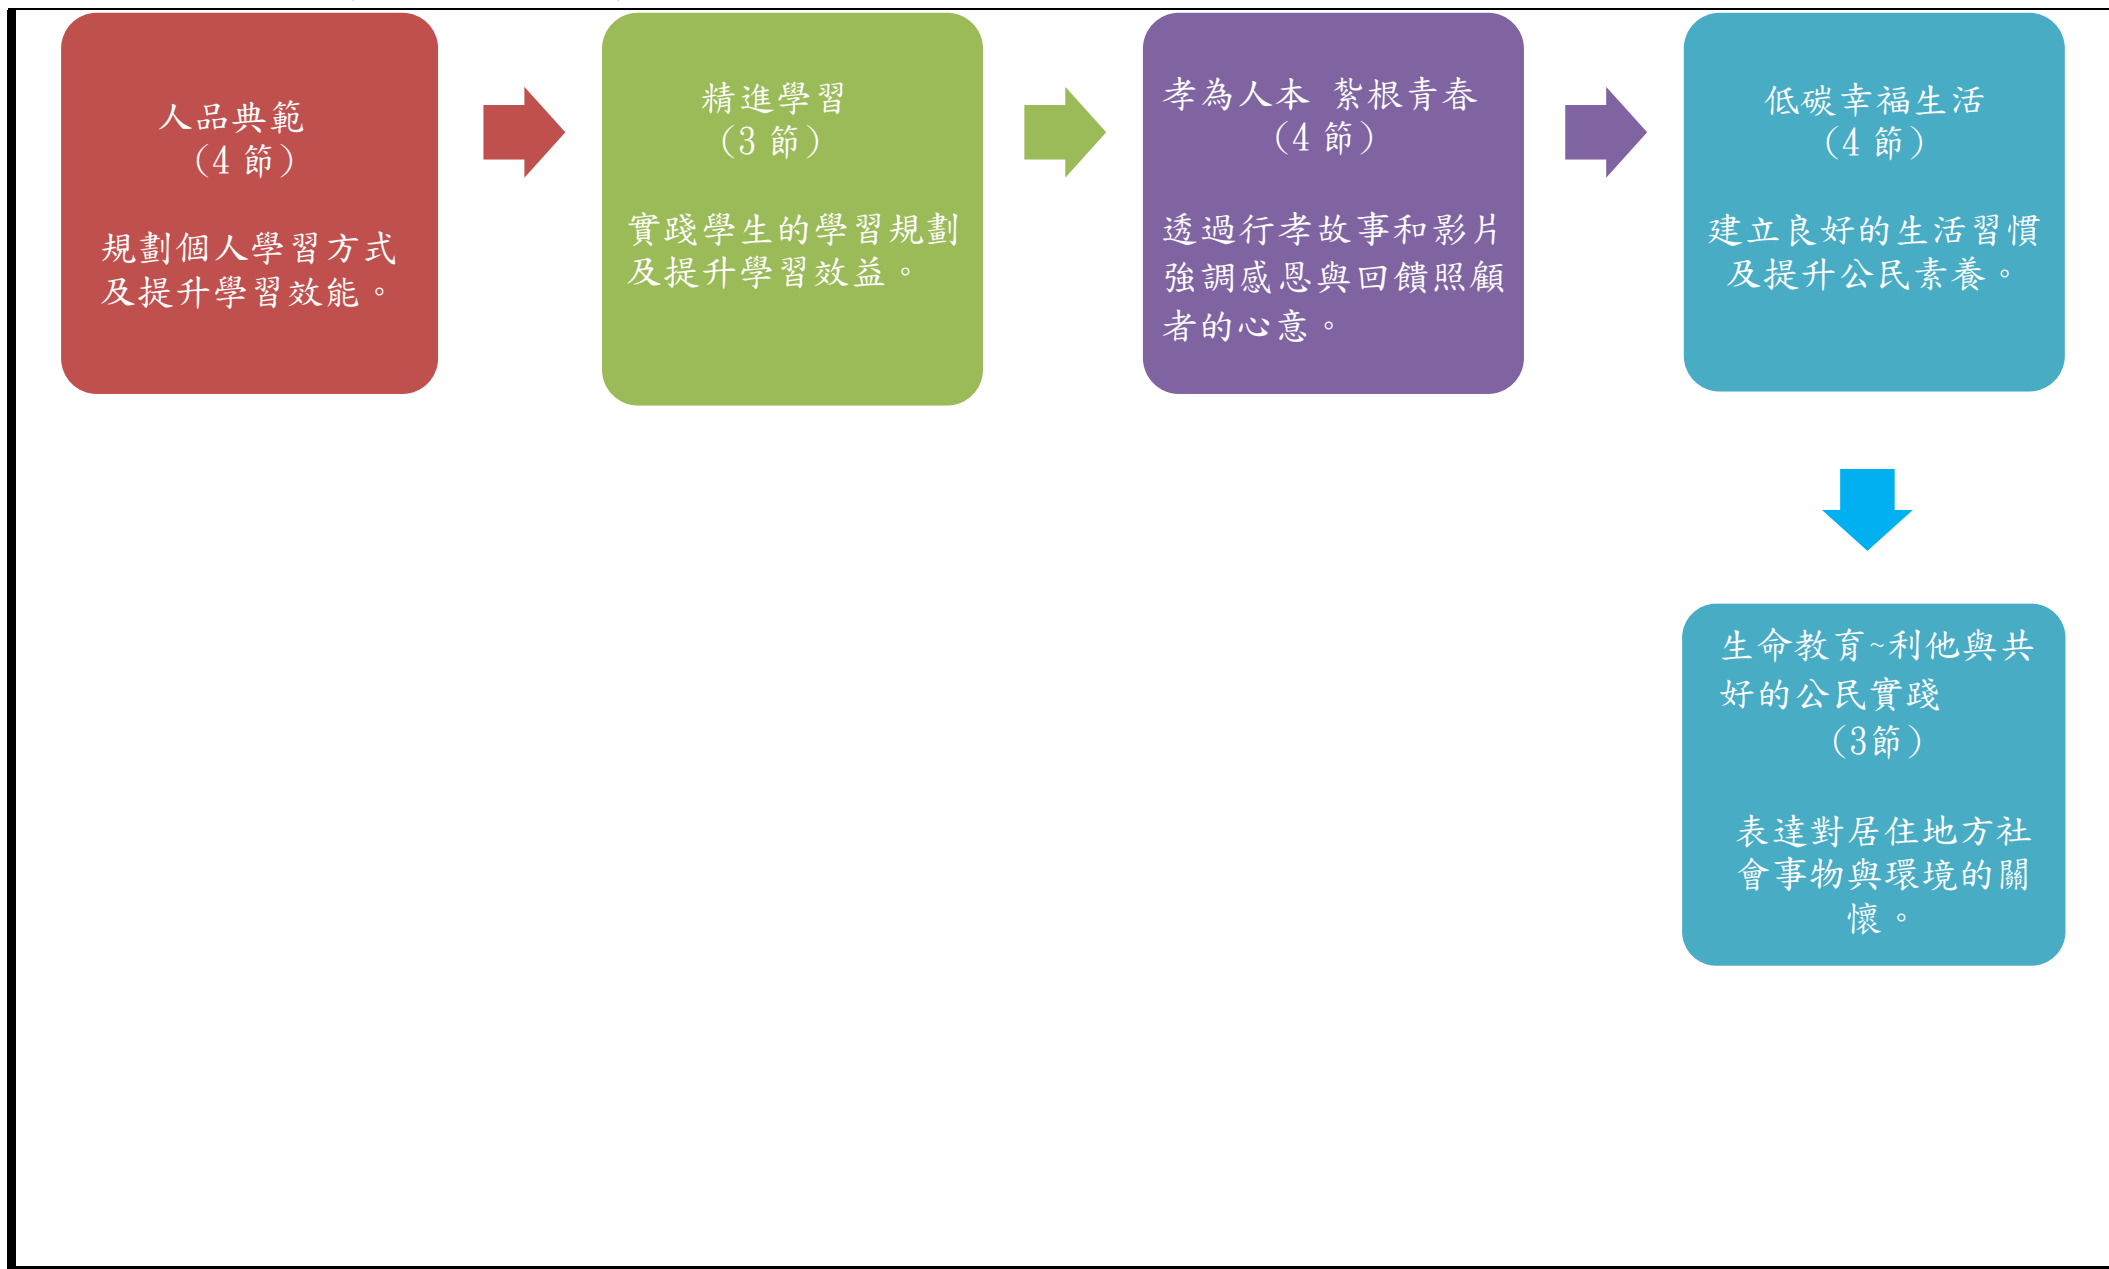 人品典範
(4 節)
規劃個人學習方式
及提升學習效能。
精進學習
(3 節)
實踐學生的學習規劃
及提升學習效益。
孝為人本 紮根青春
(4 節)
透過行孝故事和影片
強調感恩與回饋照顧
者的心意。
低碳幸福生活
(4 節)
建立良好的生活習慣
及提升公民素養。
生命教育~利他與共
好的公民實踐
(3節)
表達對居住地方社
會事物與環境的關
懷。